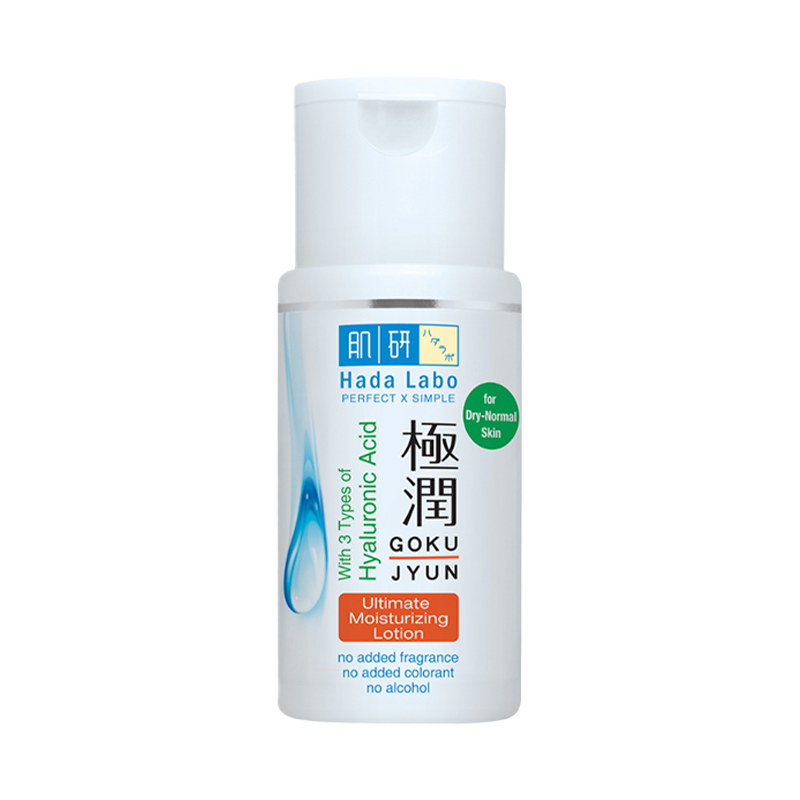 肌研
ハダラボ
Hada Labo
PERFECT X SIMPLE
for
Dry-Normal
Skin
With 3 Types of
Hyaluronic Acid
極潤
GOKU
JYUN
Ultimate
Moisturizing
Lotion
no added fragrance
no added colorant
no alcohol